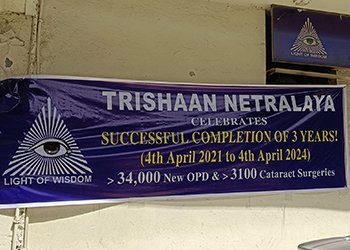 LIGHT OF WISDOM
TRISHAAN NETRALAYA
CELEBRATES
SUCCESSFUL COMPLETION OF 3 YEARS!
(4th April 2021 to 4th April 2024)
> 34,000 New OPD & > 3100 Cataract Surgeries
LIGHT OF WISDOM